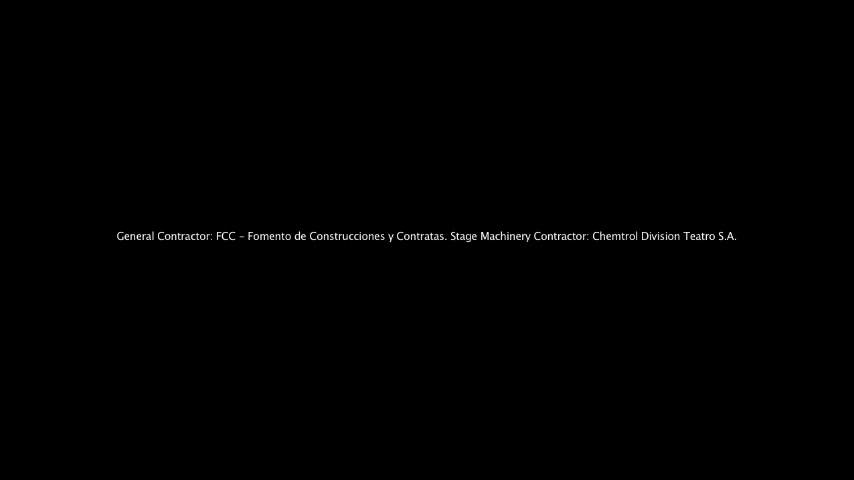 General Contractor: FCC – Fomento de Construcciones y Contratas. Stage Machinery Contractor: Chemtrol Division Teatro S.A.